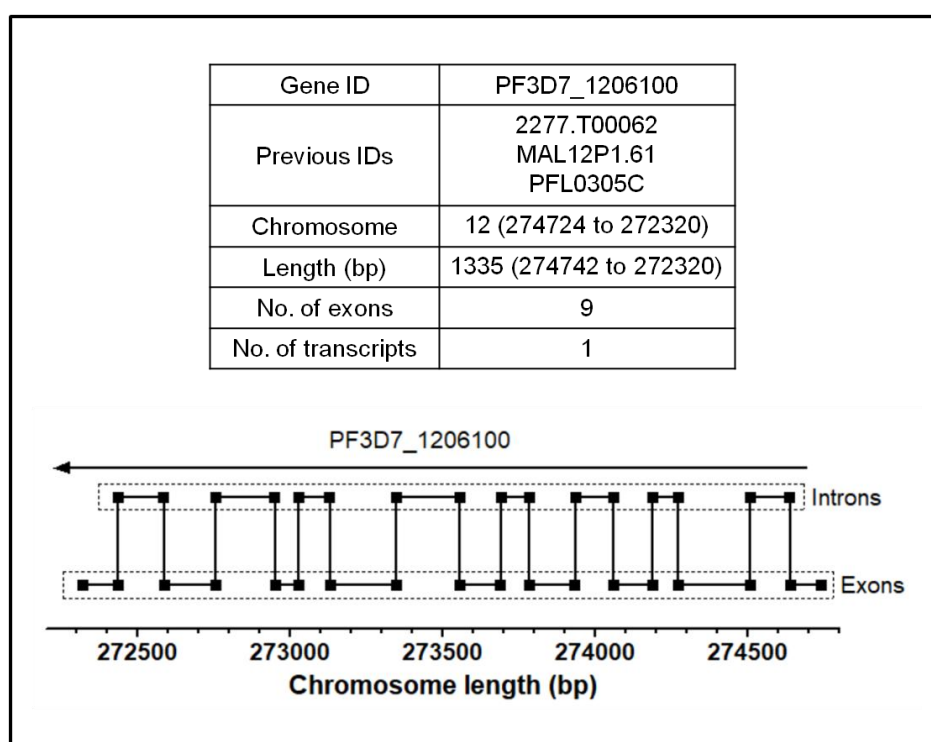 Gene ID PF3D7_1206100
Previous IDs 2277.T00062
MAL12P1.61
PFL0305C
Chromosome 12 (274724 to 272320)
Length (bp) 1335 (274742 to 272320)
No. of exons 9
No. of transcripts 1
PF3D7_1206100
Introns
Exons
272500 273000 273500 274000 274500
Chromosome length (bp)